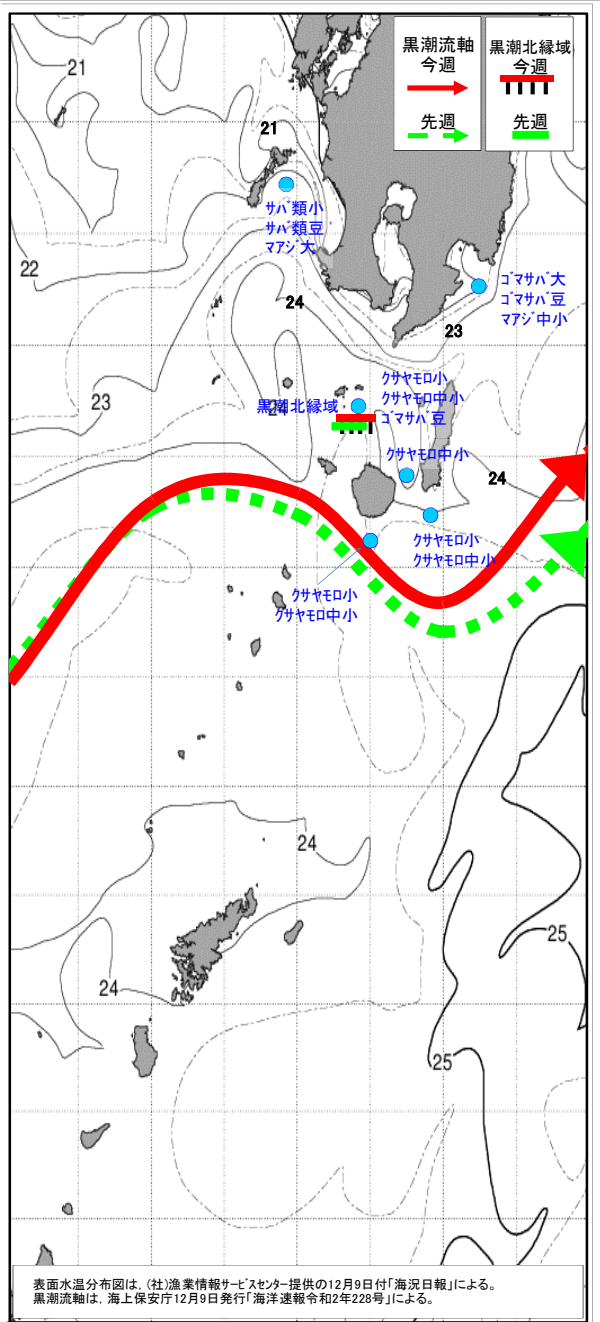 黒潮流軸
今週
先週
黒潮北縁域
今週
先週
21
21
22
23
24
23
24
24
24
24
25
25
ｻﾊﾞ類小
ｻﾊﾞ類豆
ﾏｱｼﾞ大
ｺﾞﾏｻﾊﾞ大
ｺﾞﾏｻﾊﾞ豆
ﾏｱｼﾞ中小
黒潮北縁域
24
ｸｻﾔﾓﾛ小
ｸｻﾔﾓﾛ中小
ｺﾞﾏｻﾊﾞ豆
ｸｻﾔﾓﾛ中小
ｸｻﾔﾓﾛ小
ｸｻﾔﾓﾛ中小
ｸｻﾔﾓﾛ小
ｸｻﾔﾓﾛ中小
表面水温分布図は、(社)漁業情報ｻｰﾋﾞｽｾﾝﾀｰ提供の12月9日付「海況日報」による。
黒潮流軸は、海上保安庁12月9日発行「海洋速報令和2年228号」による。